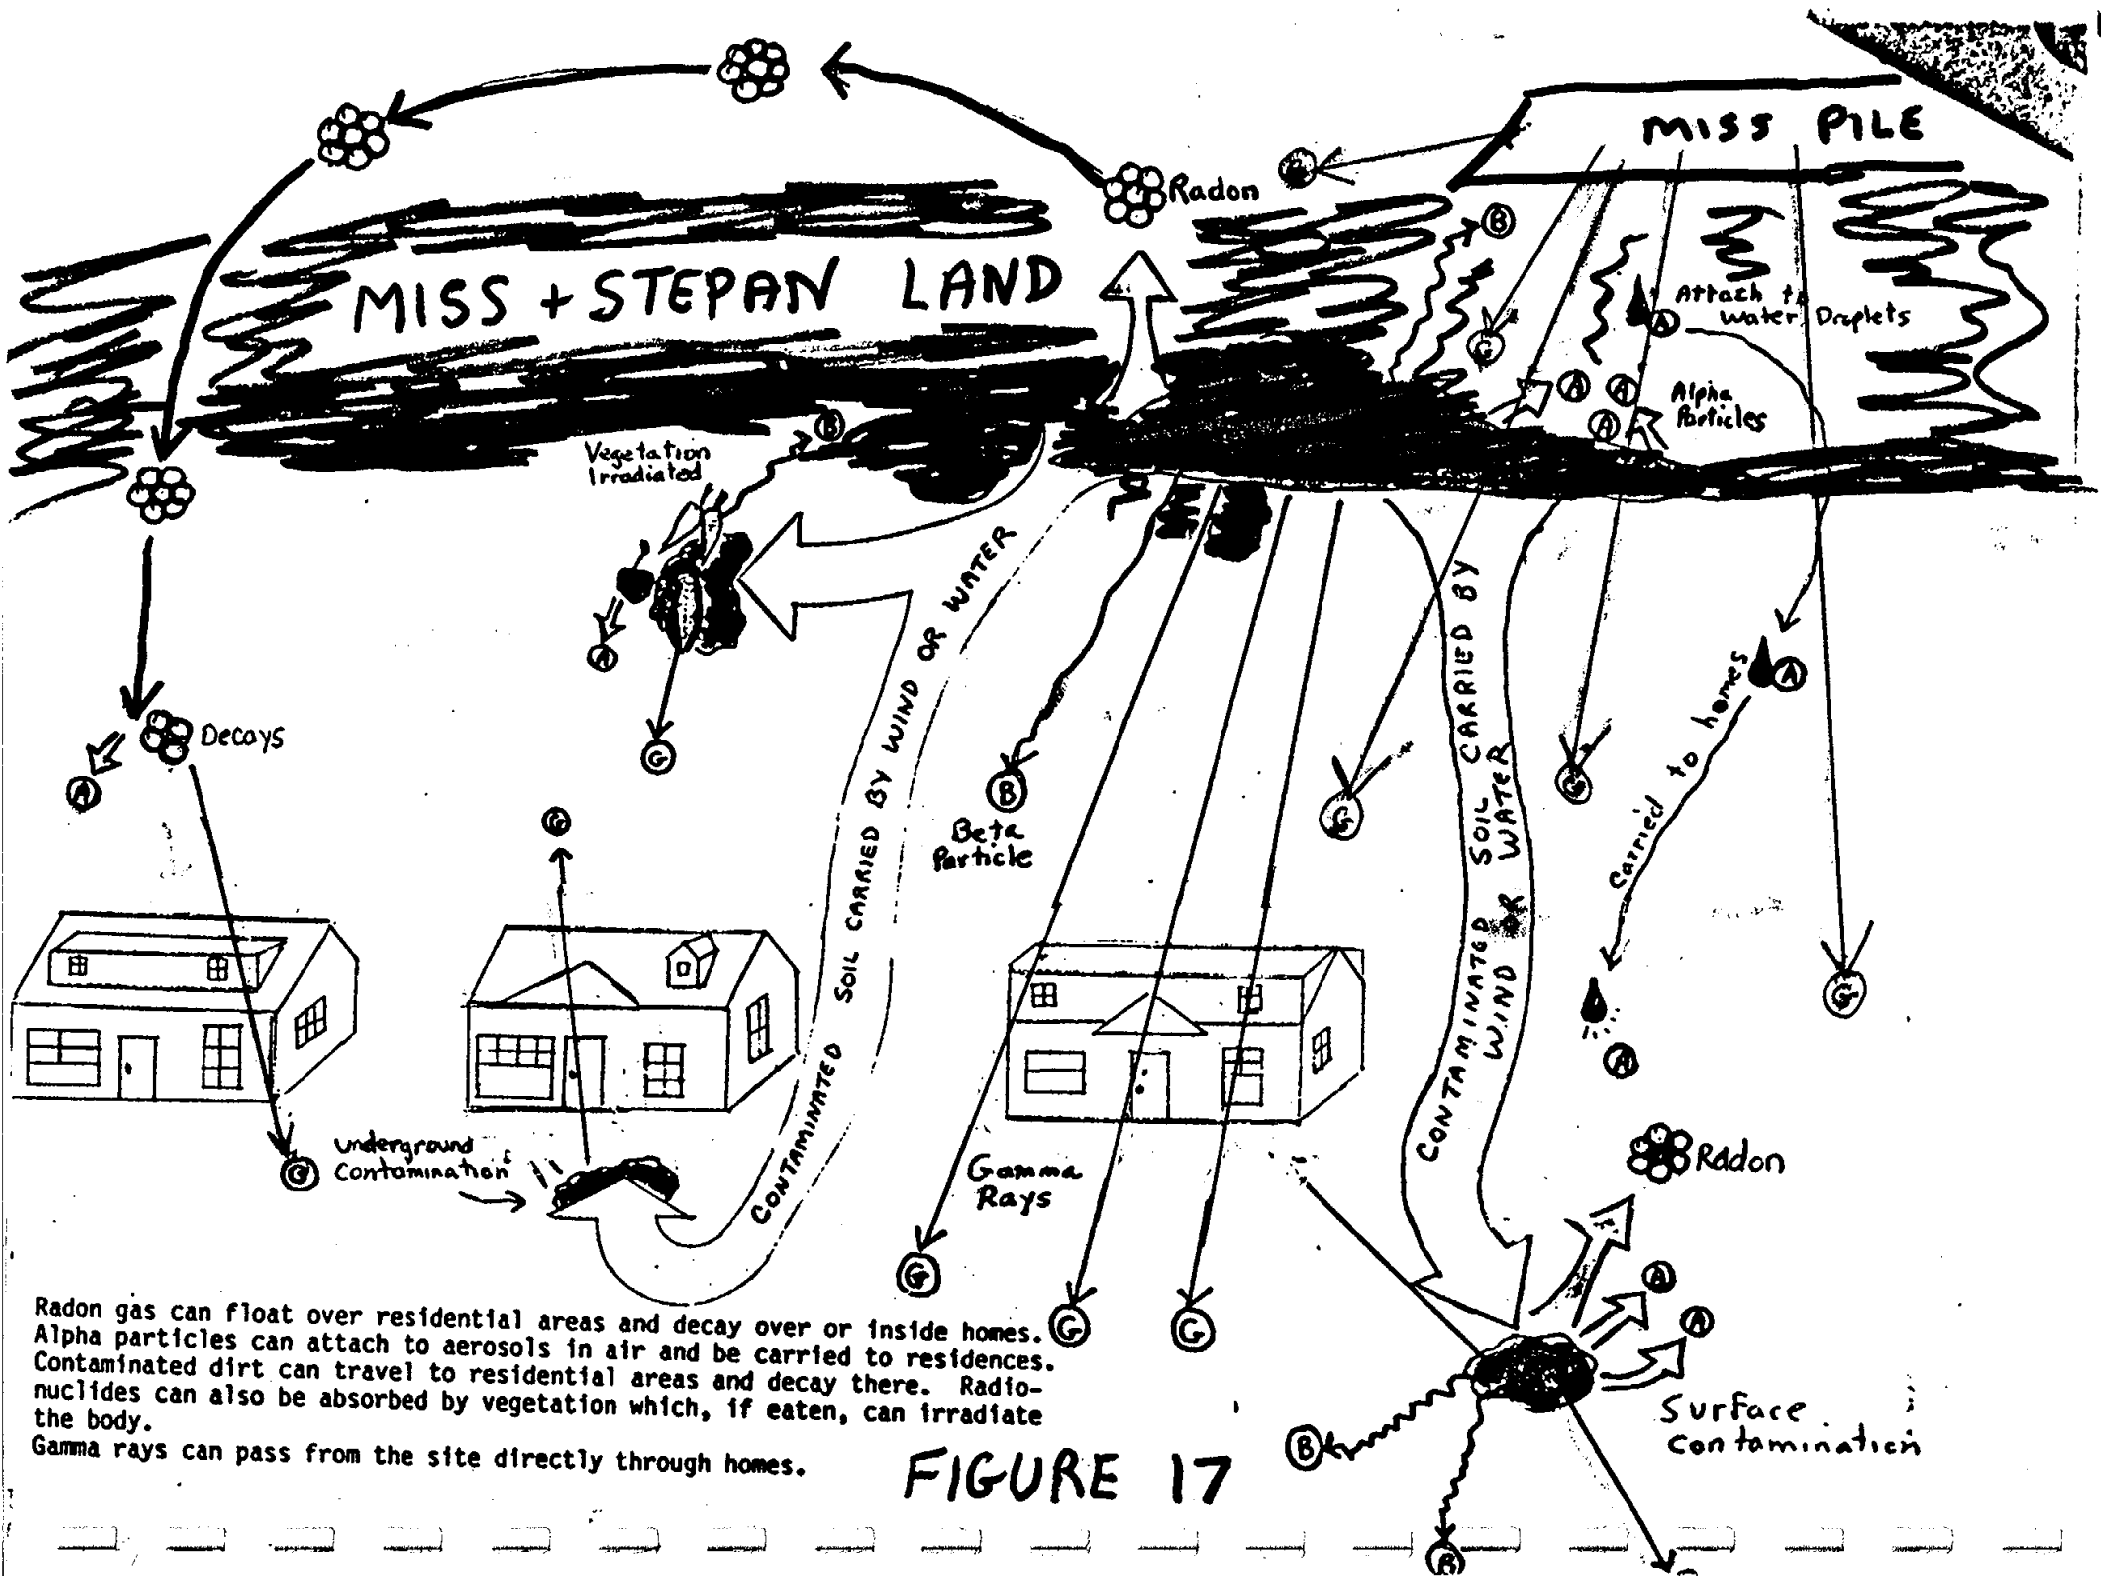 MISS PILE
Radon
B
MISS + STEPAN LAND
Attach to
Water Droplets
A
G
A
A
A
Alpha
Particles
B
Vegetation
Irradiated
A
G
A
Carried to homes
Decays
A
B
Beta
Particle
G
G
G
G
G
A
CONTAMINATED SOIL CARRIED BY WIND OR WATER
CONTAMINATED SOIL CARRIED BY
WIND OR WATER
Underground
Contamination
G
Gamma
Rays
G
G
G
Radon
A
A
Surface
Contamination
B
B
Radon gas can float over residential areas and decay over or inside homes.
Alpha particles can attach to aerosols in air and be carried to residences.
Contaminated dirt can travel to residential areas and decay there. Radio-
nuclides can also be absorbed by vegetation which, if eaten, can irradiate
the body.
Gamma rays can pass from the site directly through homes.
FIGURE 17